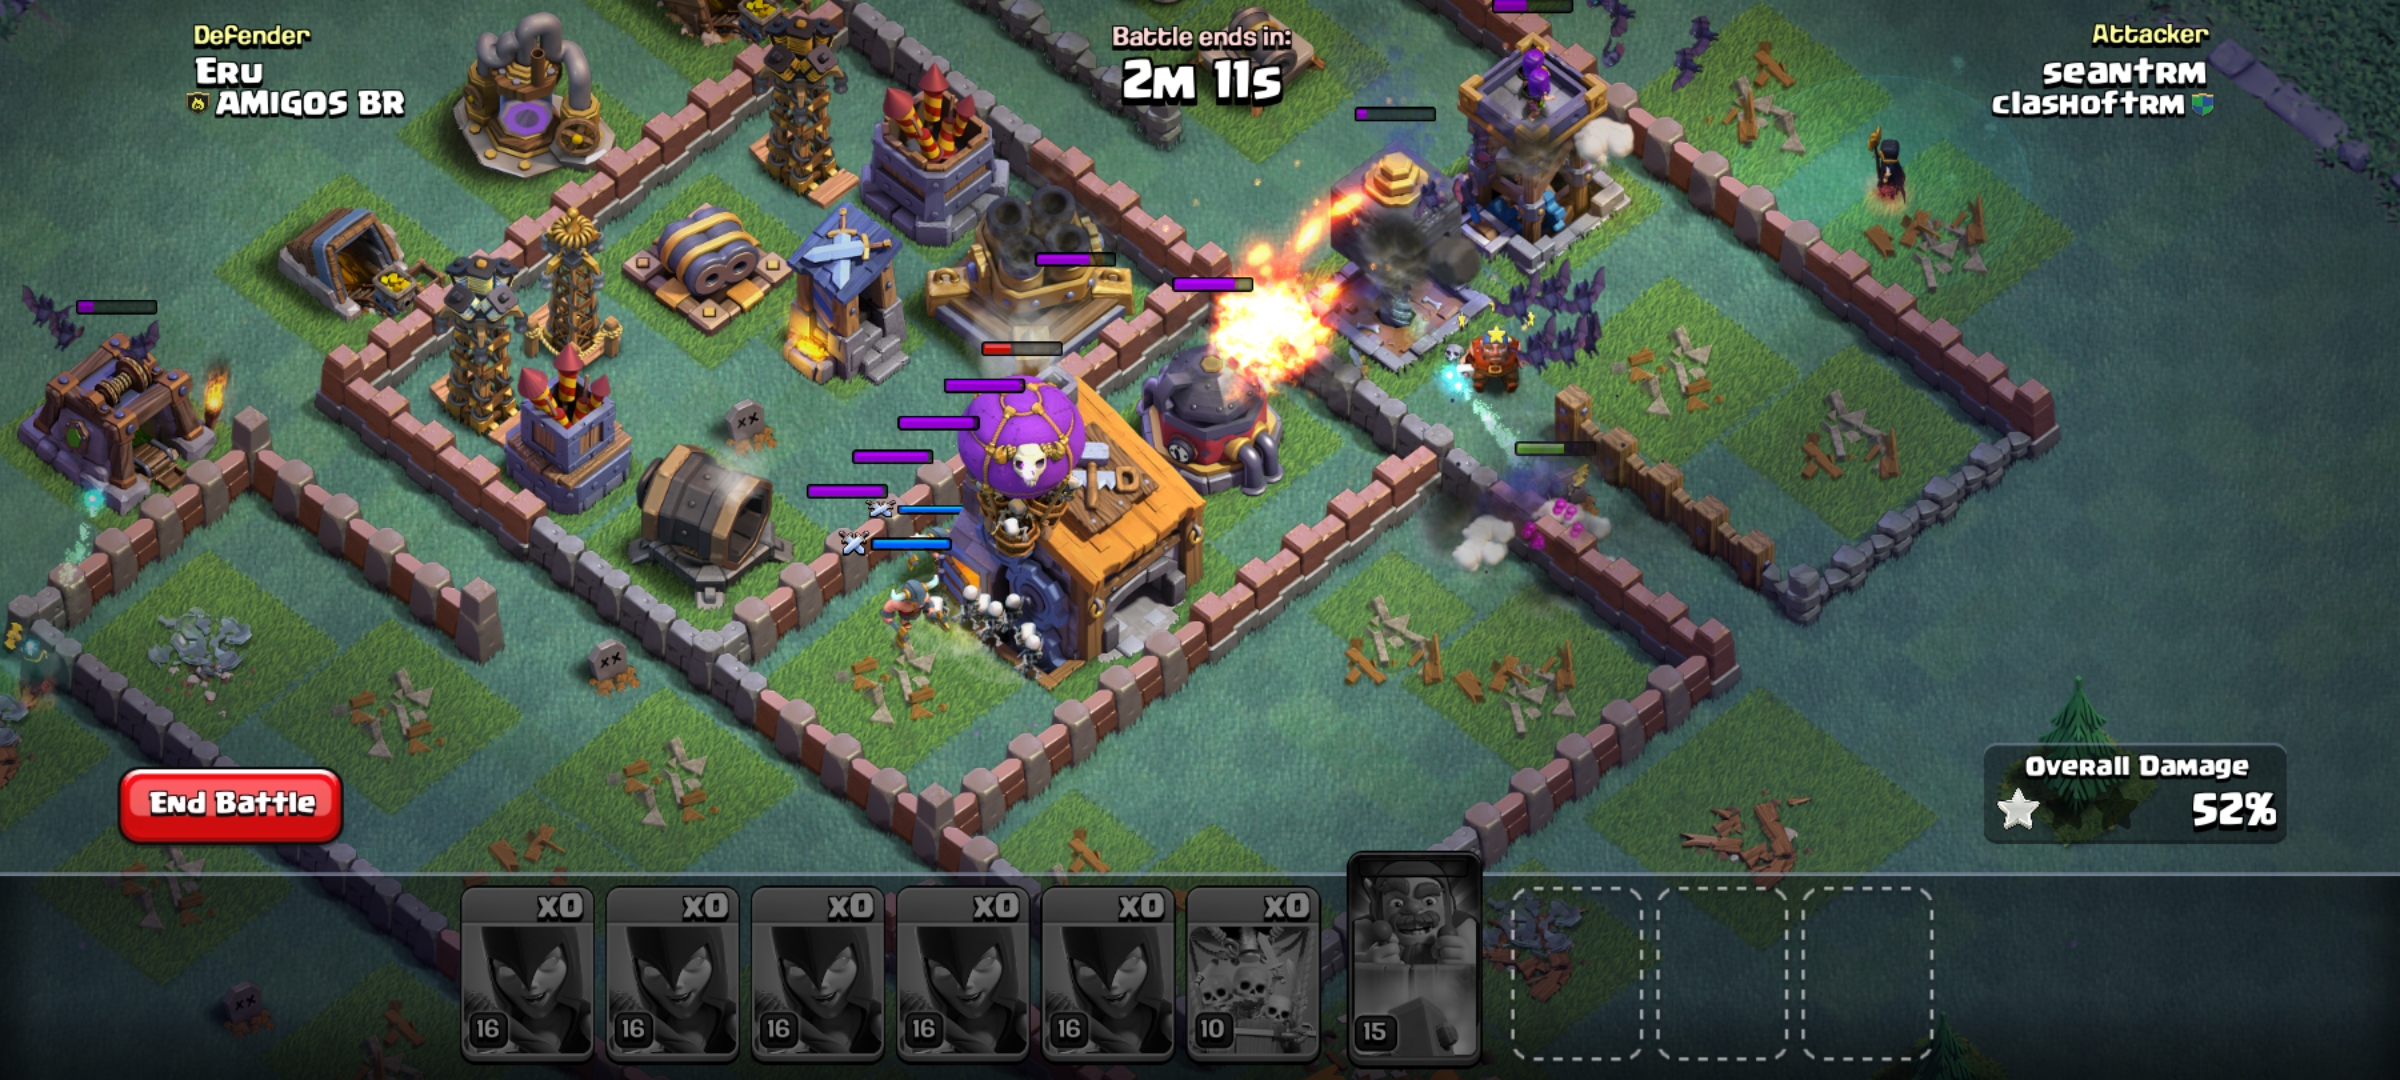 Defender
Eru
AMIGOS BR
Battle ends in:
2M 11s
Attacker
seantRM
clashoftRM
End Battle
Overall Damage
52%
x0
x0
x0
x0
x0
x0
16
16
16
16
16
10
15